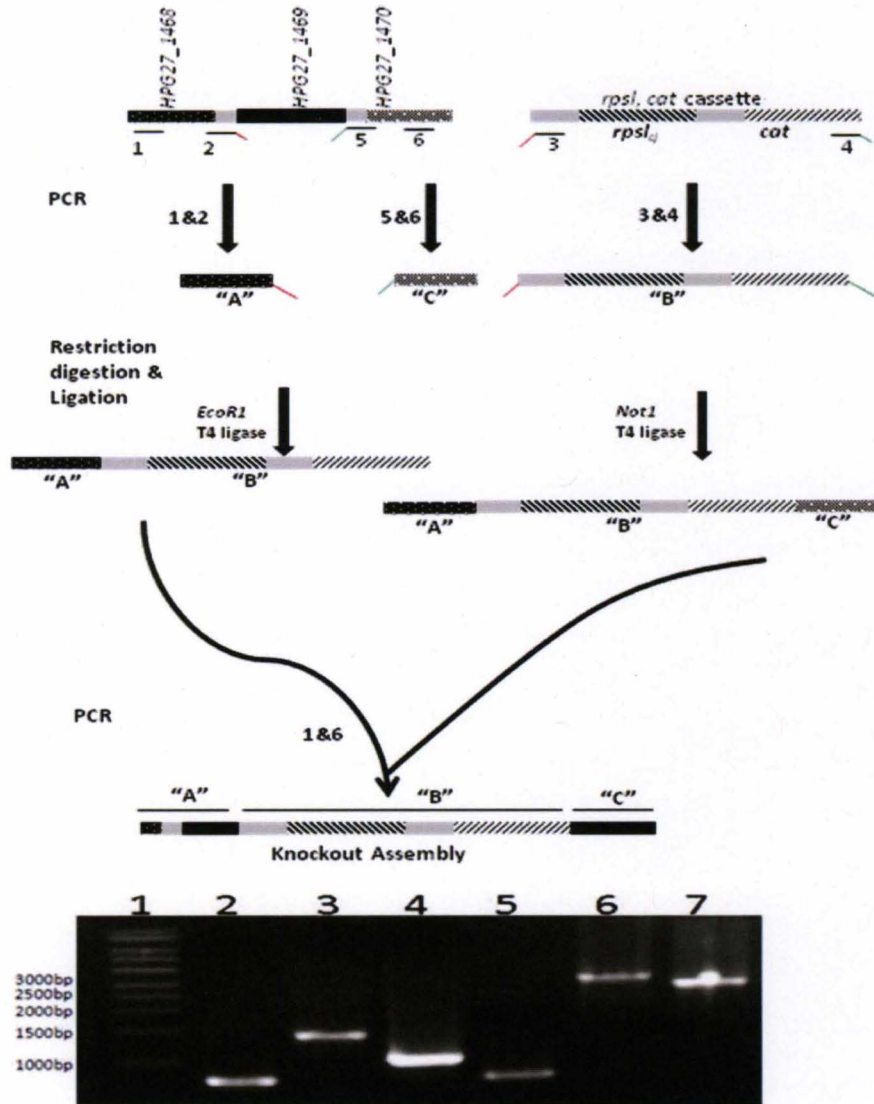 HPG27_1468
HPG27_1469
HPG27_1470
rpsl, cat cassette
rpslcj
cat
1
2
5
6
3
4
PCR
1&2
5&6
3&4
“A”
“C”
“B”
Restriction
digestion &
Ligation
EcoR1
T4 ligase
Not1
T4 ligase
“A”
“B”
“A”
“B”
“C”
PCR
1&6
“A”
“B”
“C”
Knockout Assembly
1 2 3 4 5 6 7
3000bp
2500bp
2000bp
1500bp
1000bp